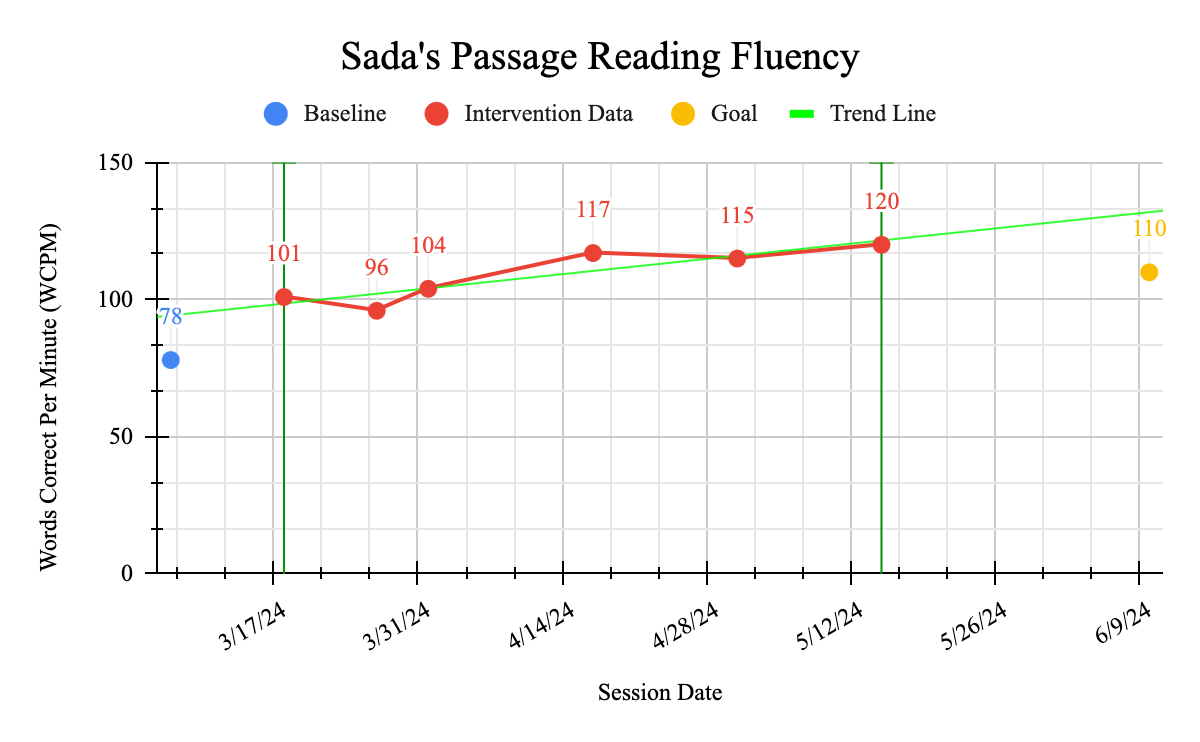 Sada's Passage Reading Fluency
Baseline Intervention Data Goal Trend Line
Words Correct Per Minute (WCPM)
150
100
50
0
78
101
96
104
117
115
120
110
3/17/24 3/31/24 4/14/24 4/28/24 5/12/24 5/26/24 6/9/24
Session Date